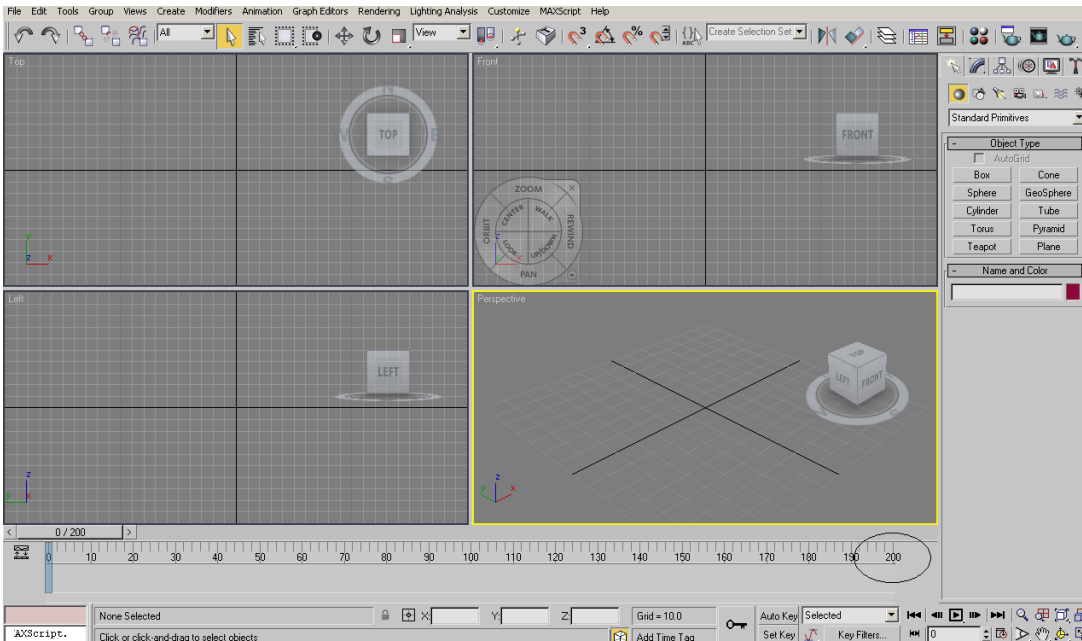 File Edit Tools Group Views Create Modifiers Animation Graph Editors Rendering Lighting Analysis Customize MAXScript Help
All View 3 % ABC Create Selection Set
Top Front
N
W TOP E
S
FRONT
ZOOM
CENTER WALK
ORBIT REWIND
LOOK UP/DOWN
PAN
y z x
z x
Left Perspective
LEFT
TOP
LEFT FRONT
S
z y x
z y x
Standard Primitives
- Object Type
AutoGrid
Box Cone
Sphere GeoSphere
Cylinder Tube
Torus Pyramid
Teapot Plane
- Name and Color
< 0 / 200 >
0 10 20 30 40 50 60 70 80 90 100 110 120 130 140 150 160 170 180 190 200
None Selected X: Y: Z: Grid = 10.0 Auto Key Selected
AXScript. Click or click-and-drag to select objects Add Time Tag Set Key Key Filters... 0